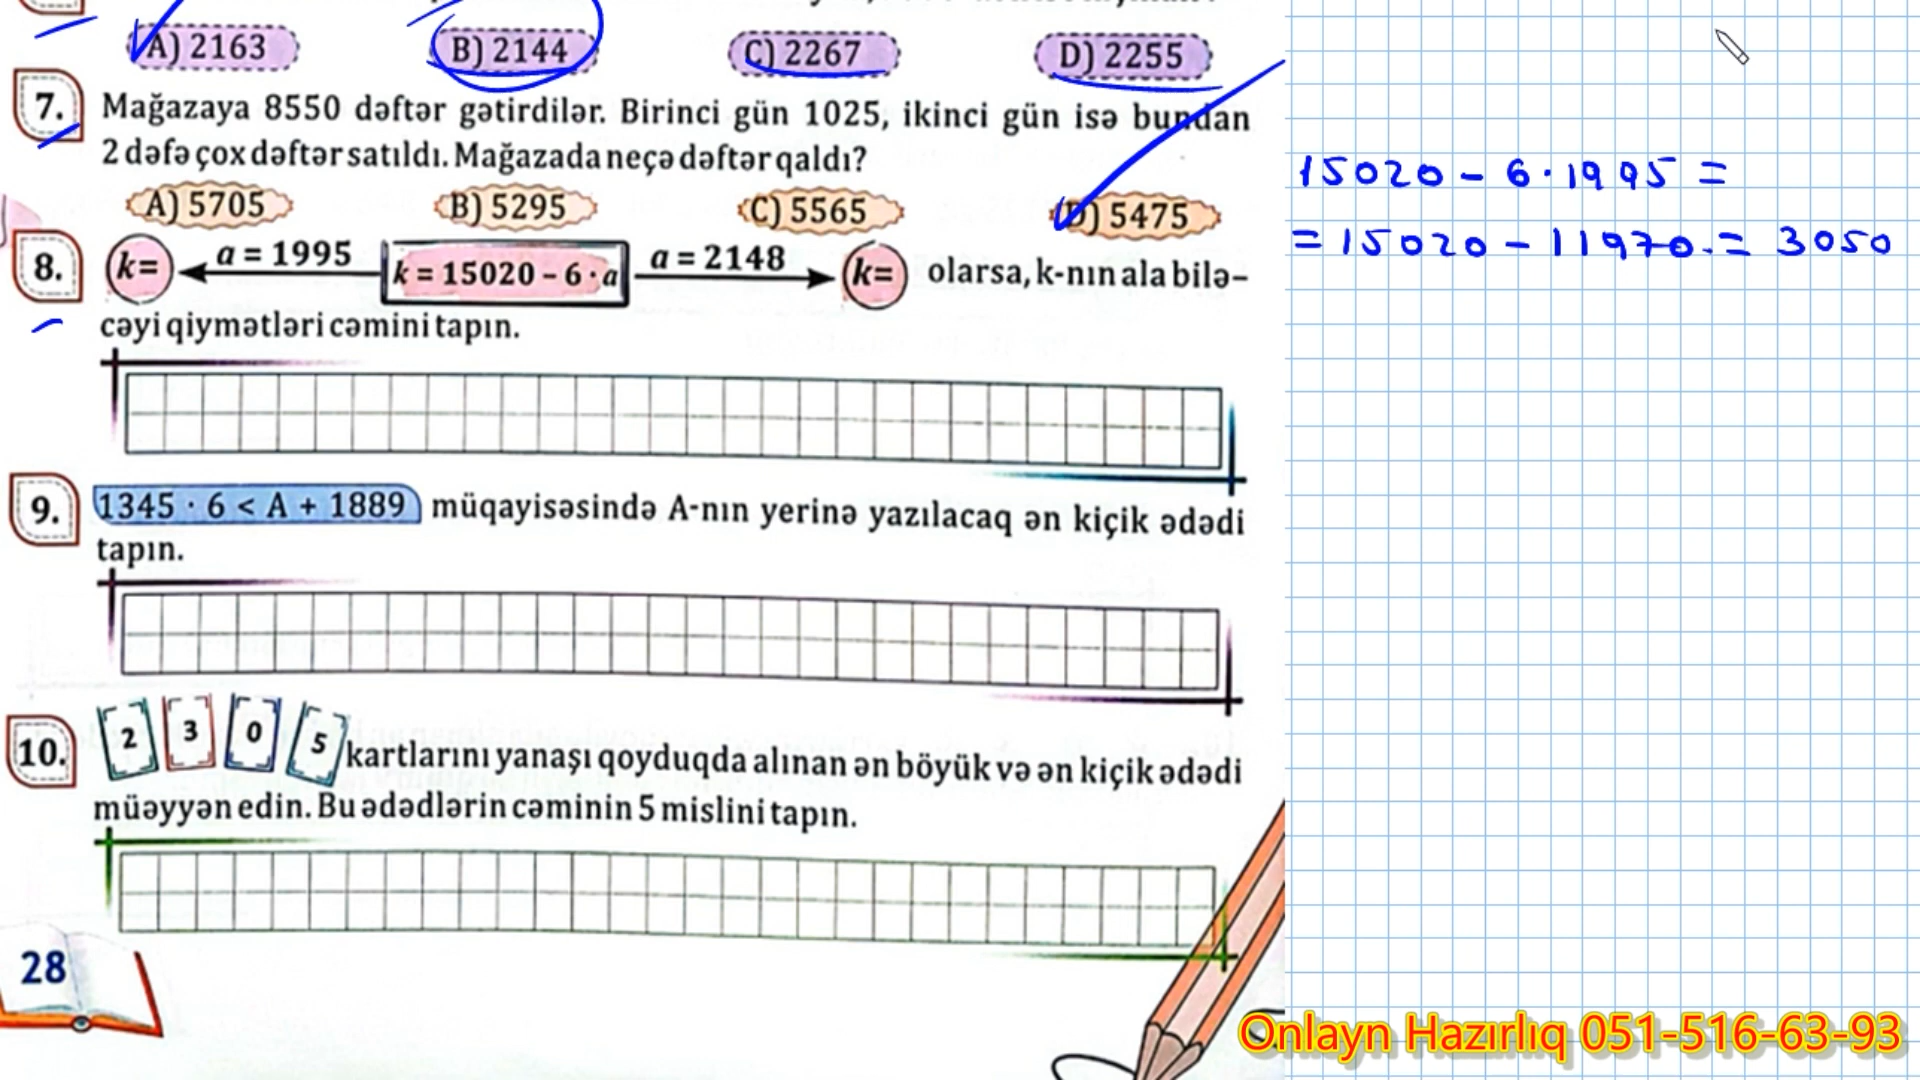 A) 2163 B) 2144 C) 2267 D) 2255
7. Mağazaya 8550 dəftər gətirdilər. Birinci gün 1025, ikinci gün isə bundan
2 dəfə çox dəftər satıldı. Mağazada neçə dəftər qaldı?
A) 5705 B) 5295 C) 5565 D) 5475
8. k= a = 1995 k = 15020 – 6 · a a = 2148 k= olarsa, k-nın ala bilə–
cəyi qiymətləri cəmini tapın.
9. 1345 · 6 < A + 1889 müqayisəsində A-nın yerinə yazılacaq ən kiçik ədədi
tapın.
10. 2 3 0 5 kartlarını yanaşı qoyduqda alınan ən böyük və ən kiçik ədədi
müəyyən edin. Bu ədədlərin cəminin 5 mislini tapın.
28
15020 – 6 · 1995 =
= 15020 – 11970 = 3050
Onlayn Hazırlıq 051-516-63-93